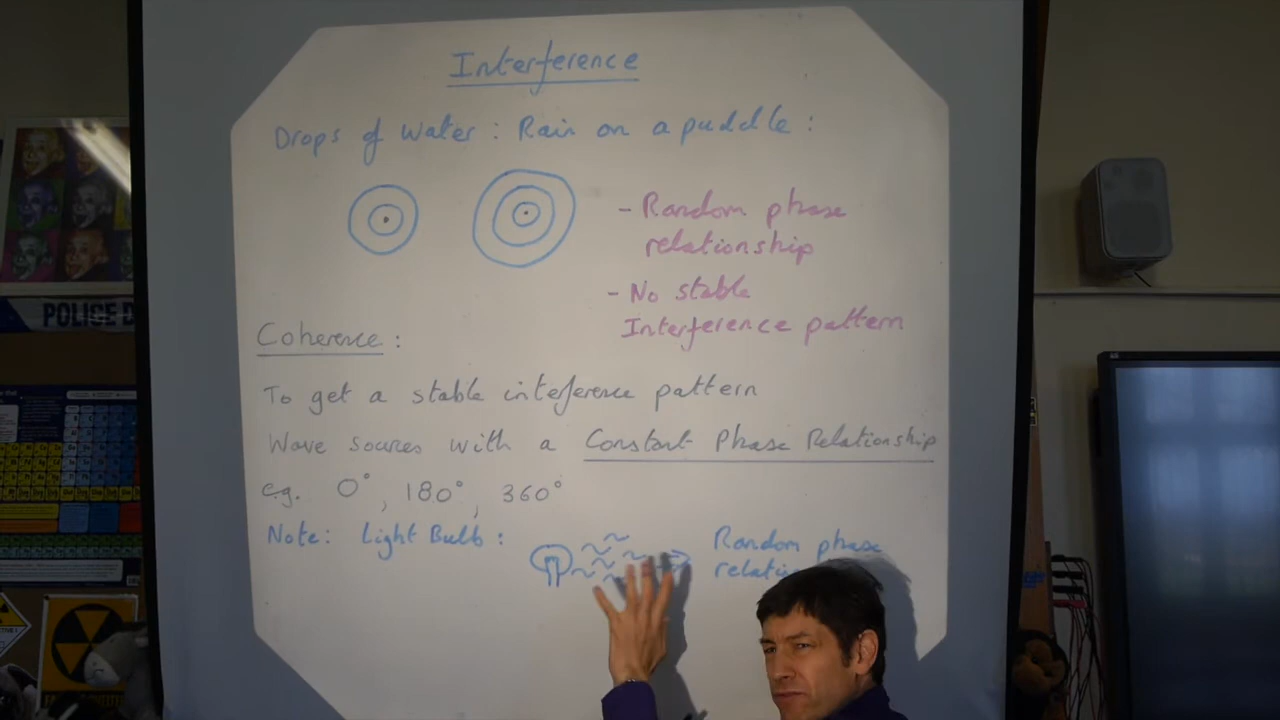 Interference
Drops of Water : Rain on a puddle :
- Random phase
relationship
- No stable
Interference pattern
Coherence :
To get a stable interference pattern
Wave sources with a Constant Phase Relationship
e.g. 0°, 180°, 360°
Note: Light Bulb :
Random phase
POLICE D